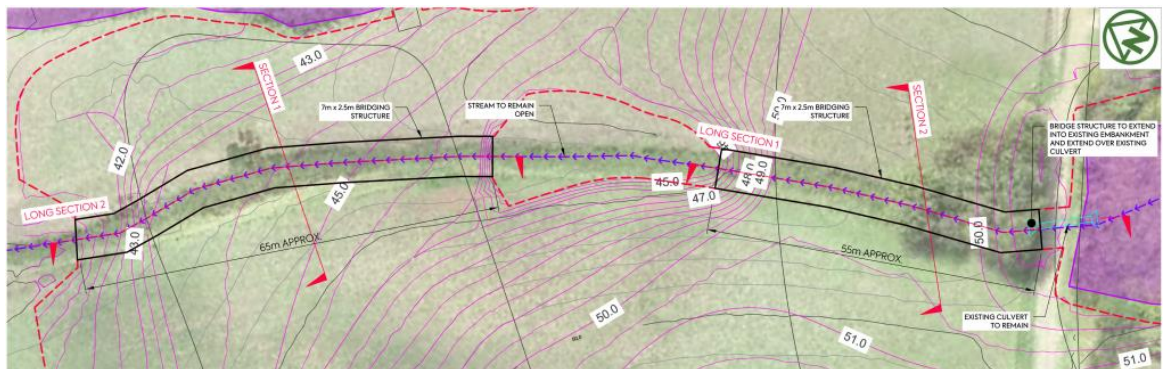 43.0
SECTION 1
7m x 2.5m BRIDGING
STRUCTURE
STREAM TO REMAIN
OPEN
LONG SECTION 1
7m x 2.5m BRIDGING
STRUCTURE
SECTION 2
BRIDGE STRUCTURE TO EXTEND
INTO EXISTING EMBANKMENT
AND EXTEND OVER EXISTING
CULVERT
N
42.0
45.0
45.0
48.0
49.0
47.0
LONG SECTION 2
43.0
65m APPROX
50.0
55m APPROX
50.0
EXISTING CULVERT
TO REMAIN
51.0
51.0